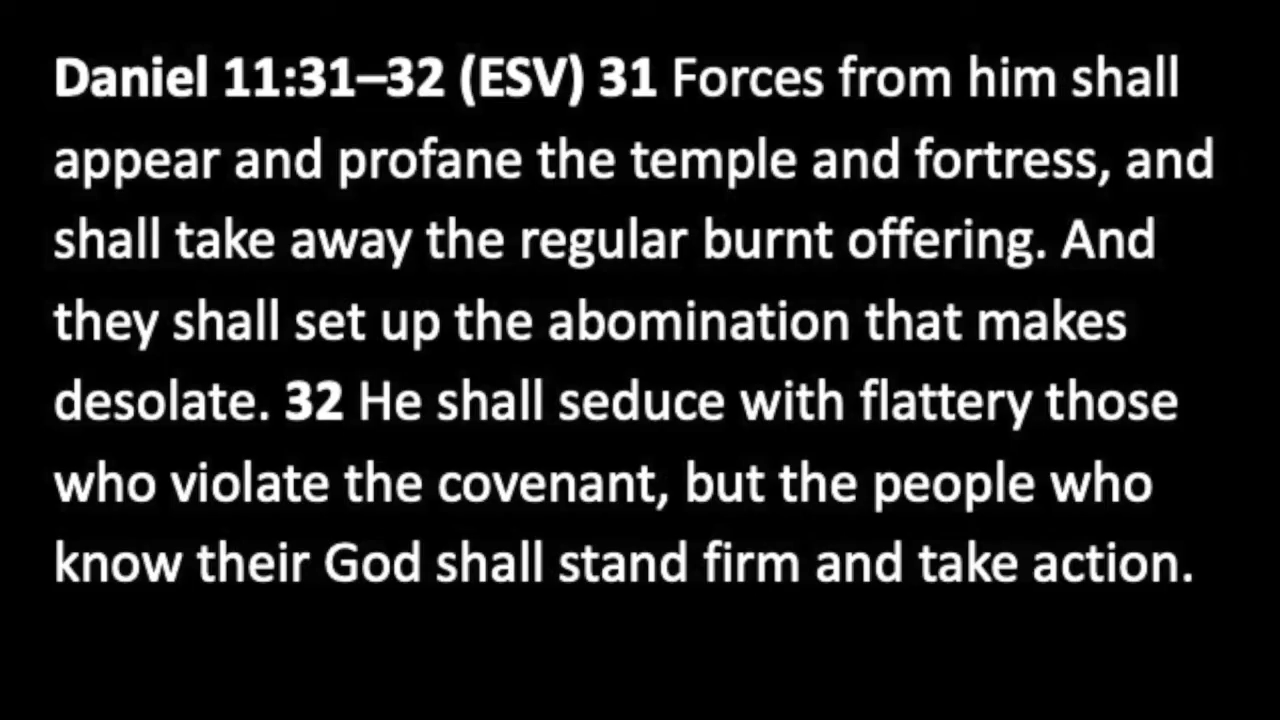 Daniel 11:31–32 (ESV) 31 Forces from him shall
appear and profane the temple and fortress, and
shall take away the regular burnt offering. And
they shall set up the abomination that makes
desolate. 32 He shall seduce with flattery those
who violate the covenant, but the people who
know their God shall stand firm and take action.